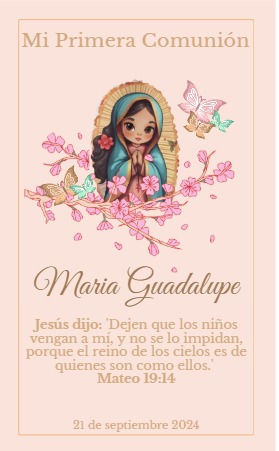 Mi Primera Comunión
Maria Guadalupe
Jesús dijo: 'Dejen que los niños
vengan a mí, y no se lo impidan,
porque el reino de los cielos es de
quienes son como ellos.'
Mateo 19:14
21 de septiembre 2024